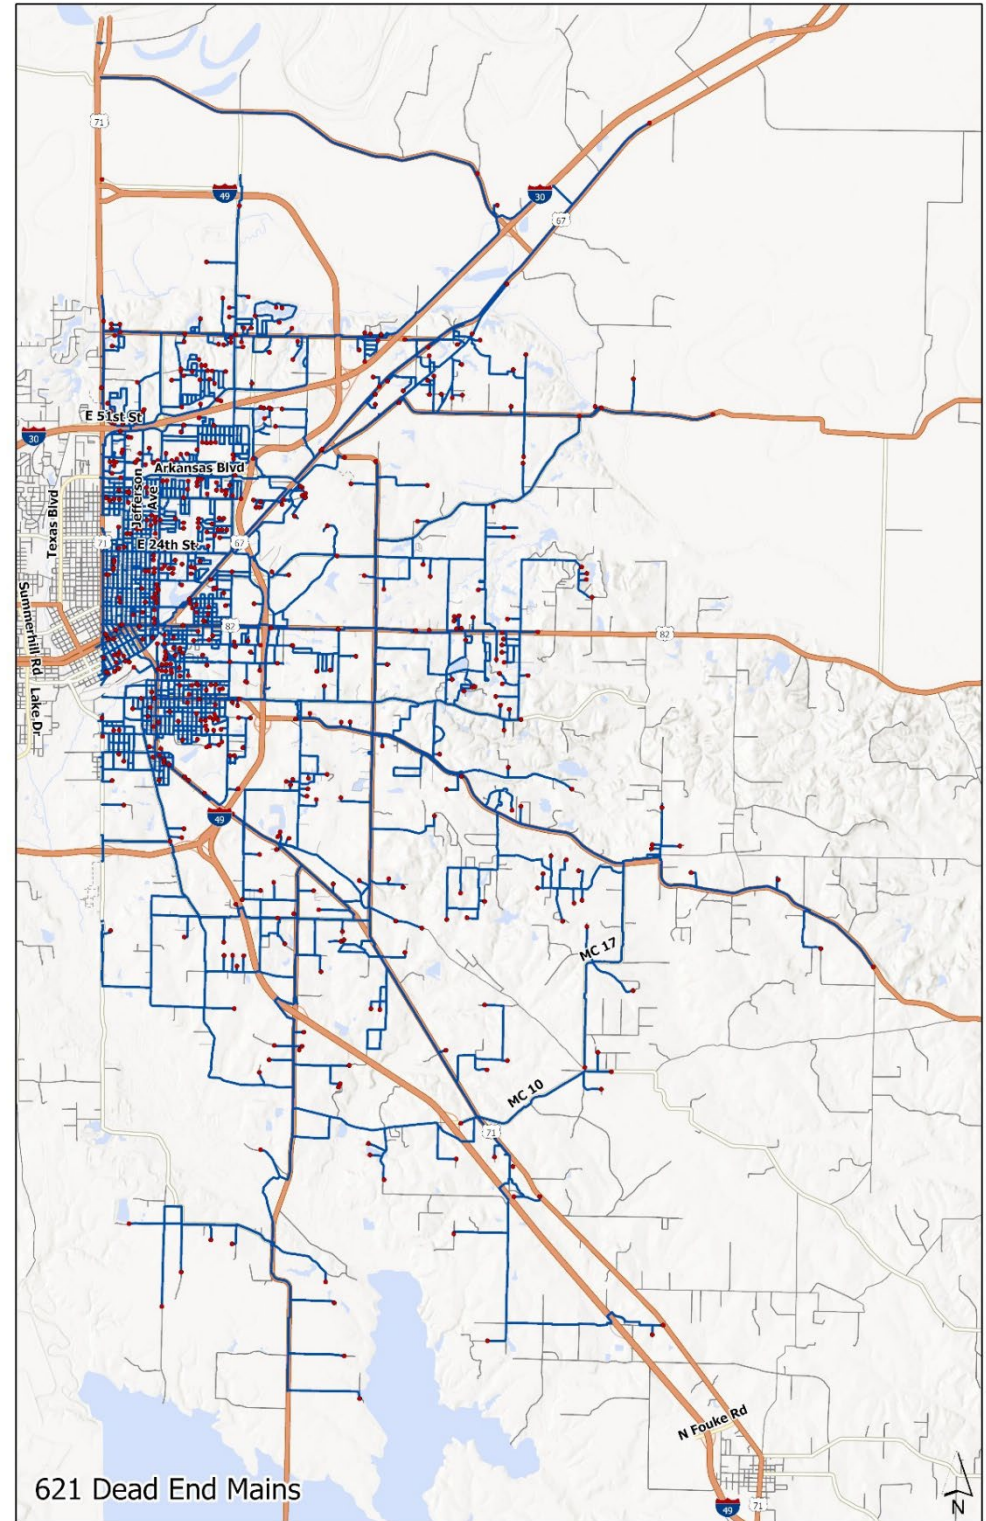 71
49
30
67
E 51st St
30
Arkansas Blvd
Jefferson
Ave
Texas Blvd
71
E 24th St
67
82
82
Summerhill Rd
Lake Dr
49
MC 17
MC 10
71
N Fouke Rd
621 Dead End Mains
49
71
N